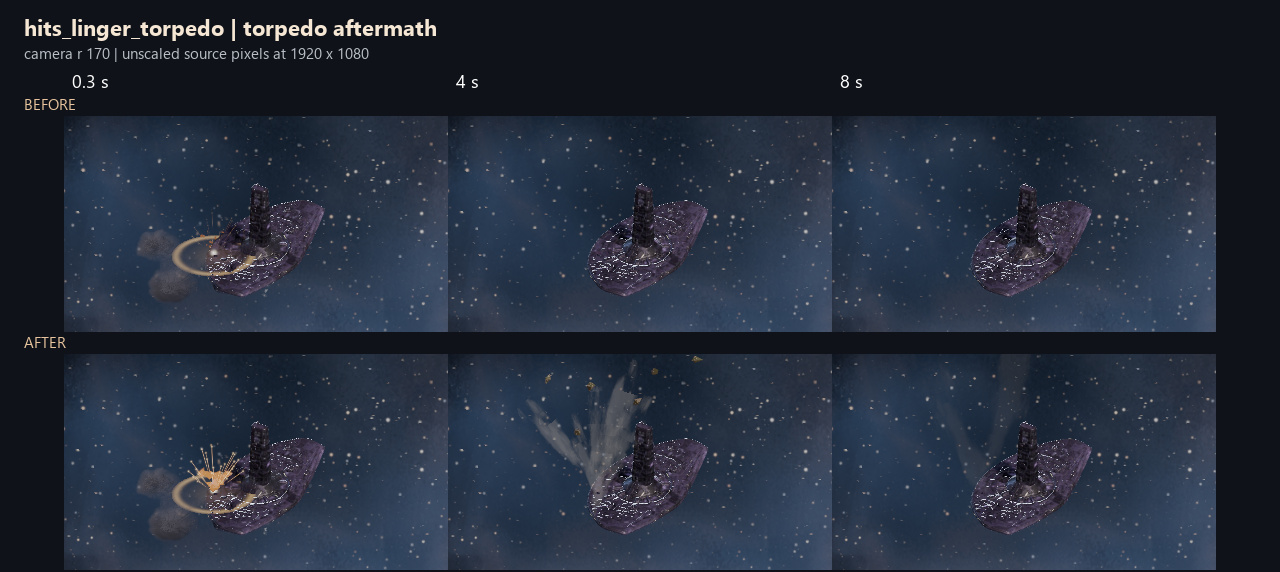 hits_linger_torpedo | torpedo aftermath
camera r 170 | unscaled source pixels at 1920 x 1080
0.3 s 4 s 8 s
BEFORE
AFTER